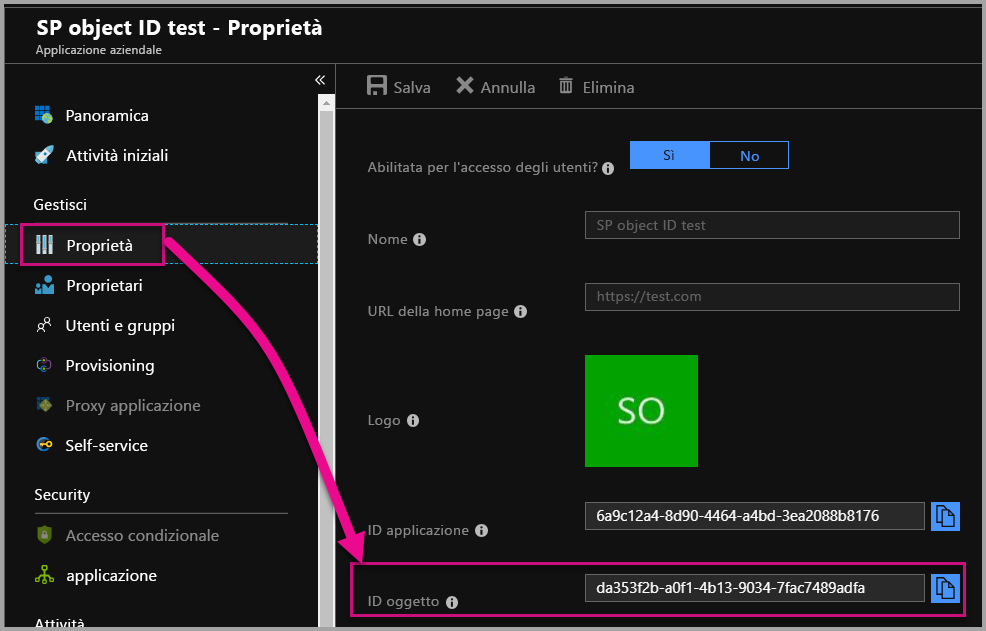 SP object ID test - Proprietà
Applicazione aziendale
«
Panoramica
Attività iniziali
Gestisci
Proprietà
Proprietari
Utenti e gruppi
Provisioning
Proxy applicazione
Self-service
Security
Accesso condizionale
applicazione
Attività
Salva Annulla Elimina
Abilitata per l'accesso degli utenti? Sì No
Nome SP object ID test
URL della home page https://test.com
Logo SO
ID applicazione 6a9c12a4-8d90-4464-a4bd-3ea2088b8176
ID oggetto da353f2b-a0f1-4b13-9034-7fac7489adfa